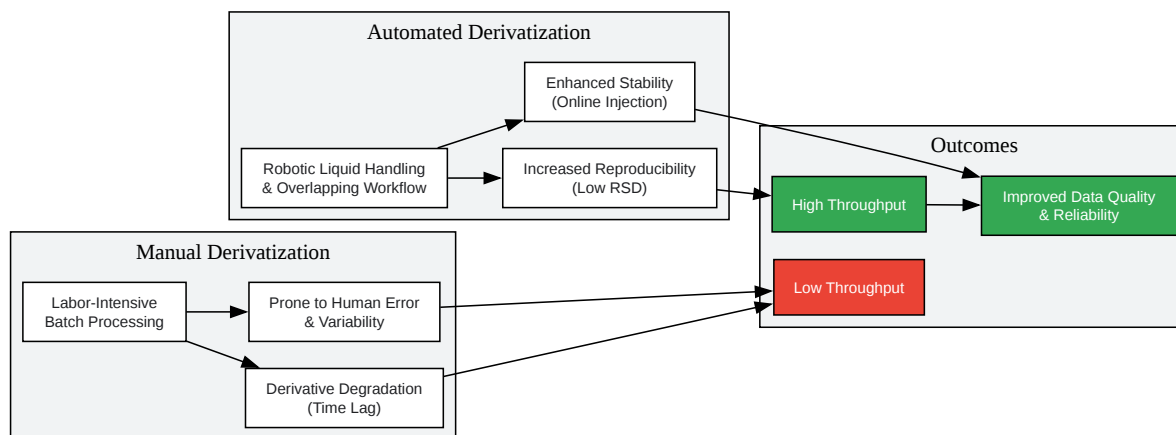 Automated Derivatization
Enhanced Stability
(Online Injection)
Robotic Liquid Handling
& Overlapping Workflow
Increased Reproducibility
(Low RSD)
Outcomes
High Throughput
Improved Data Quality
& Reliability
Low Throughput
Manual Derivatization
Labor-Intensive
Batch Processing
Prone to Human Error
& Variability
Derivative Degradation
(Time Lag)